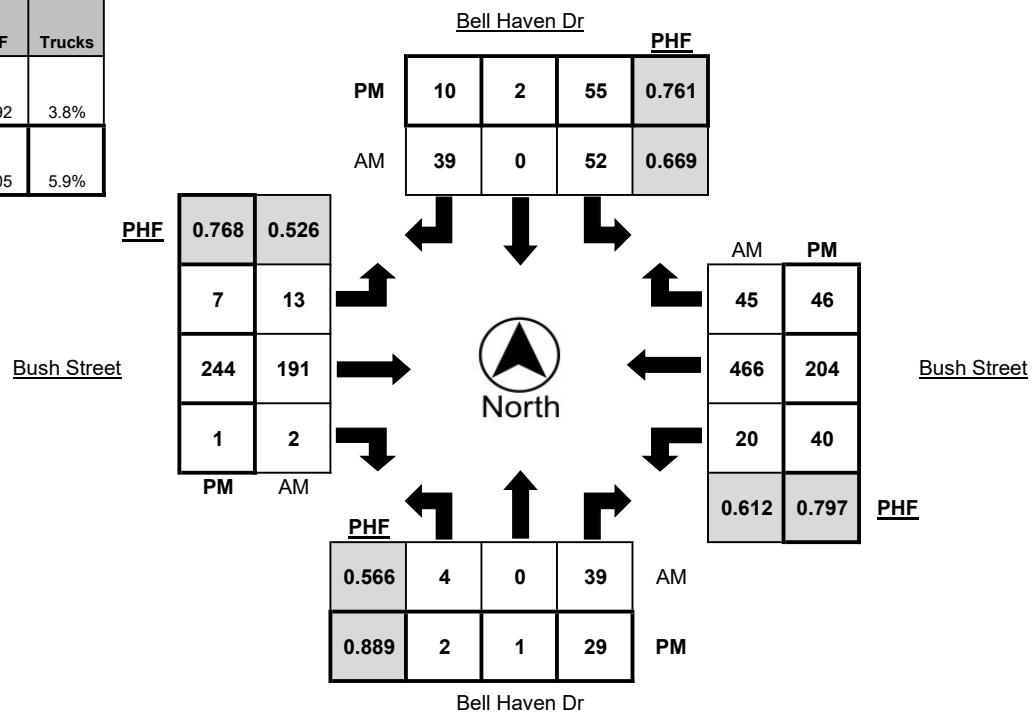 Bell Haven Dr
PHF
F Trucks
PM 10 2 55 0.761
92 3.8%
AM 39 0 52 0.669
05 5.9%
PHF 0.768 0.526
AM PM
7 13
45 46
Bush Street 244 191
466 204 Bush Street
North
1 2
20 40
PM AM
0.612 0.797 PHF
PHF
0.566 4 0 39 AM
0.889 2 1 29 PM
Bell Haven Dr